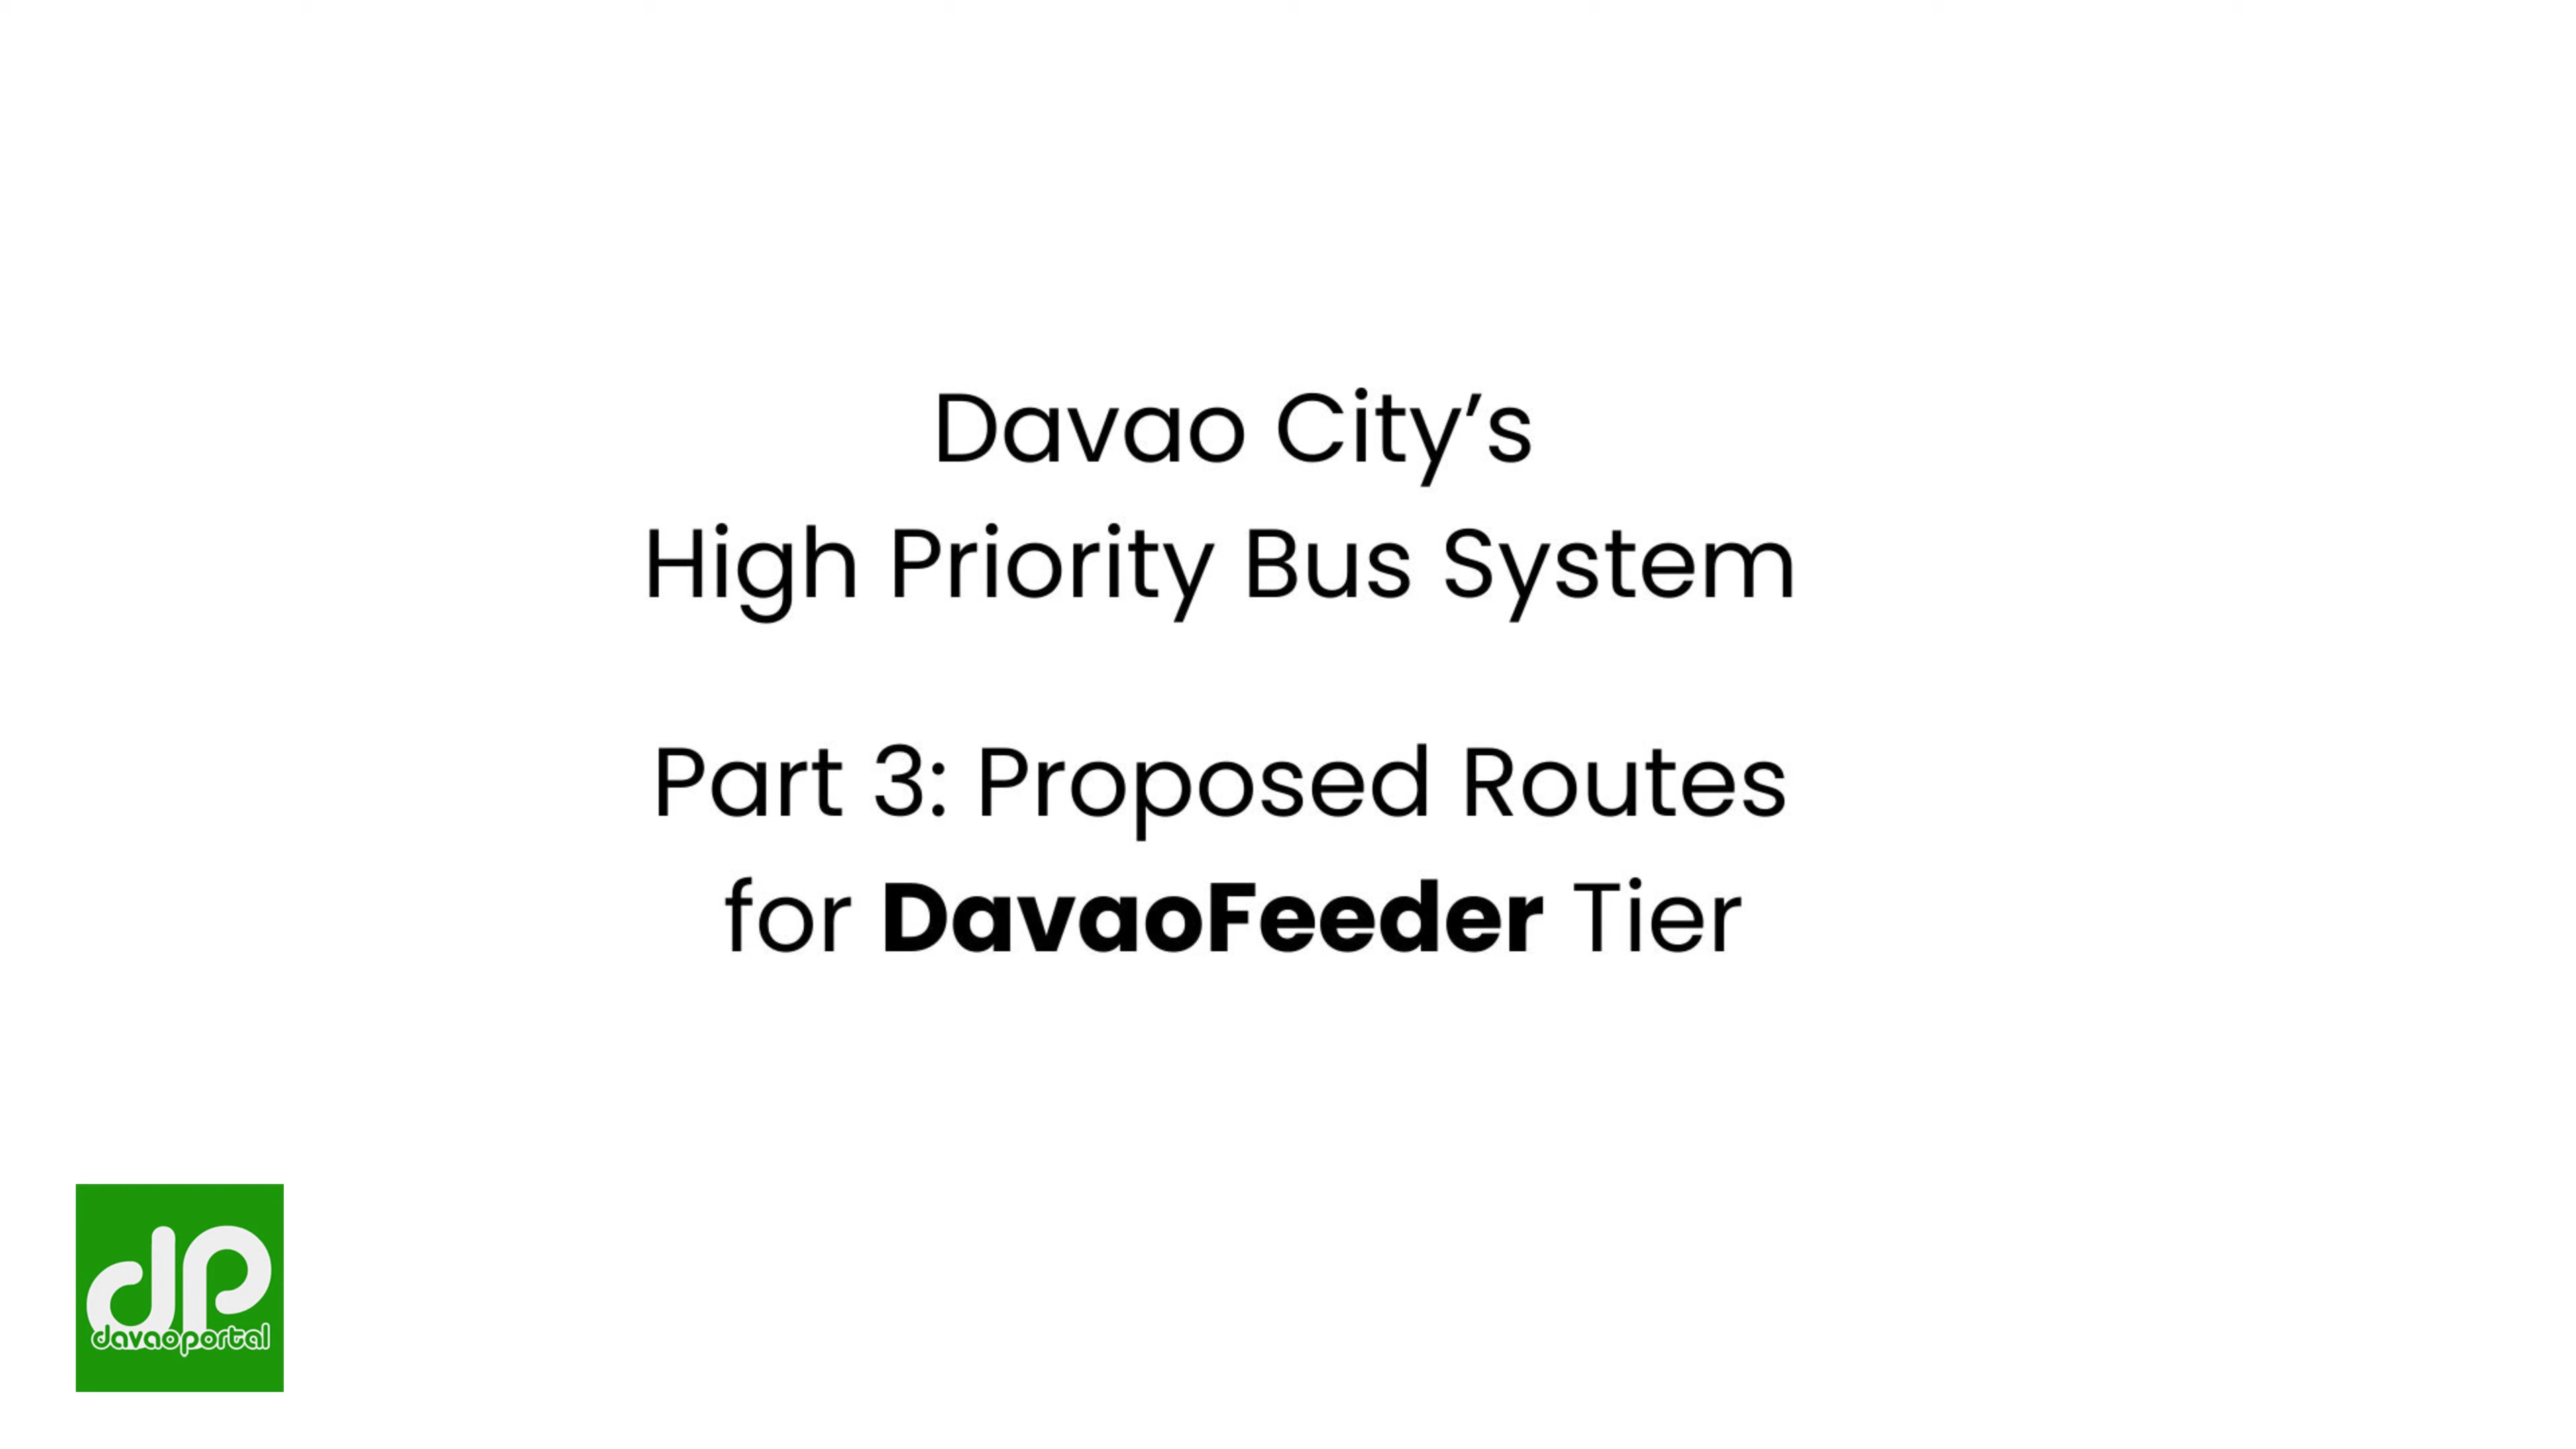 Davao City’s
High Priority Bus System
Part 3: Proposed Routes
for DavaoFeeder Tier
dp
davaoportal